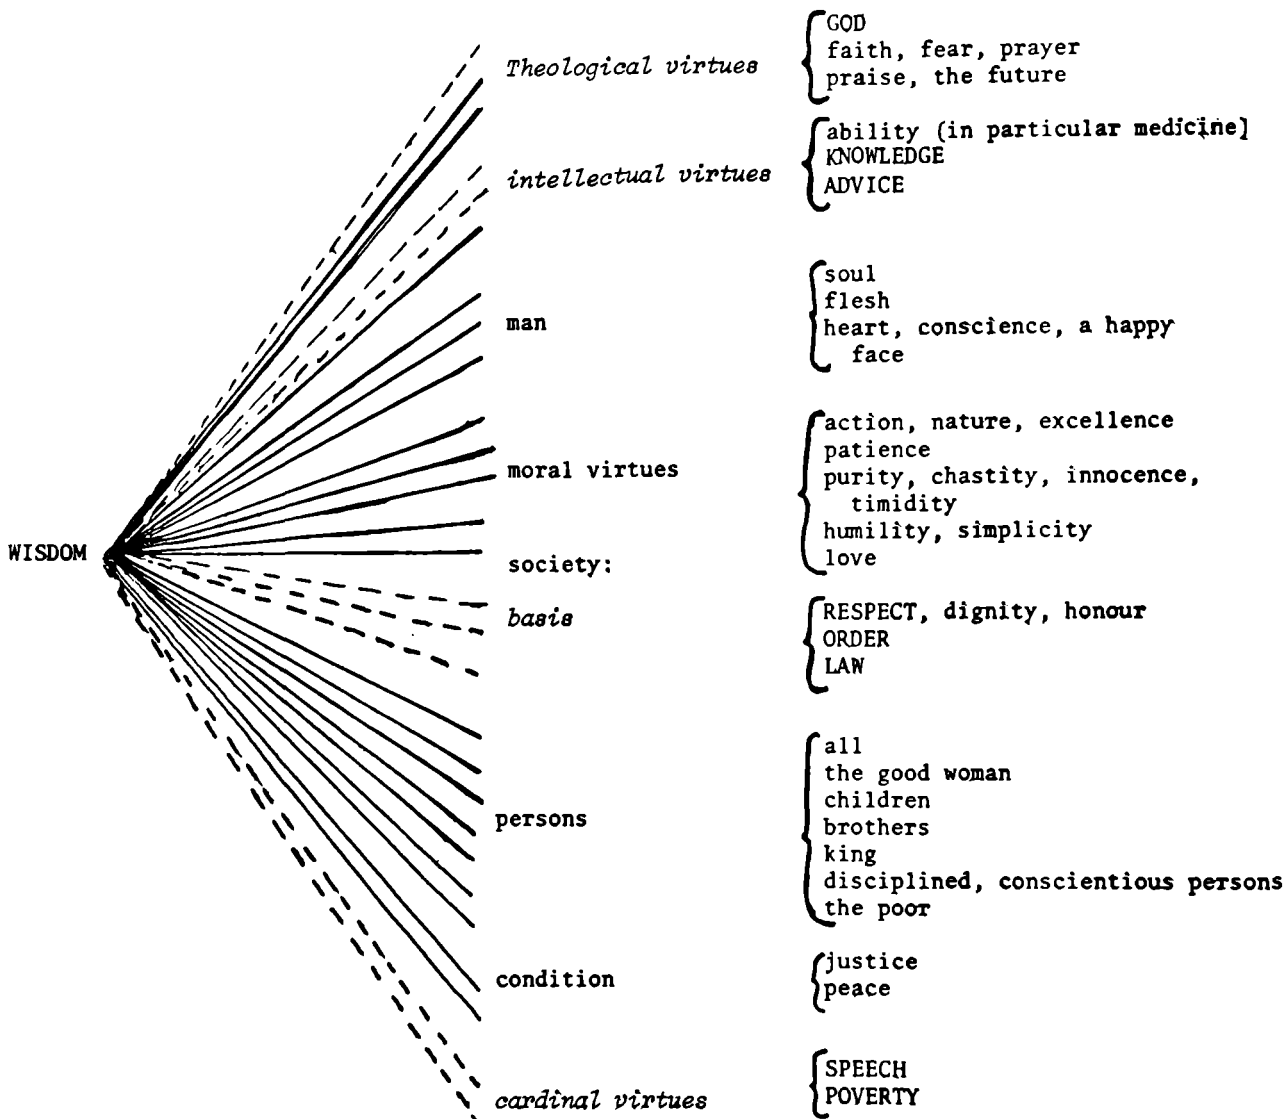 GOD
Theological virtues
faith, fear, prayer
praise, the future
ability (in particular medicine]
intellectual virtues
KNOWLEDGE
ADVICE
soul
flesh
man
heart, conscience, a happy
face
action, nature, excellence
patience
moral virtues
purity, chastity, innocence,
timidity
humility, simplicity
love
WISDOM
society:
basis
RESPECT, dignity, honour
ORDER
LAW
all
the good woman
children
persons
brothers
king
disciplined, conscientious persons
the poor
condition
justice
peace
cardinal virtues
SPEECH
POVERTY